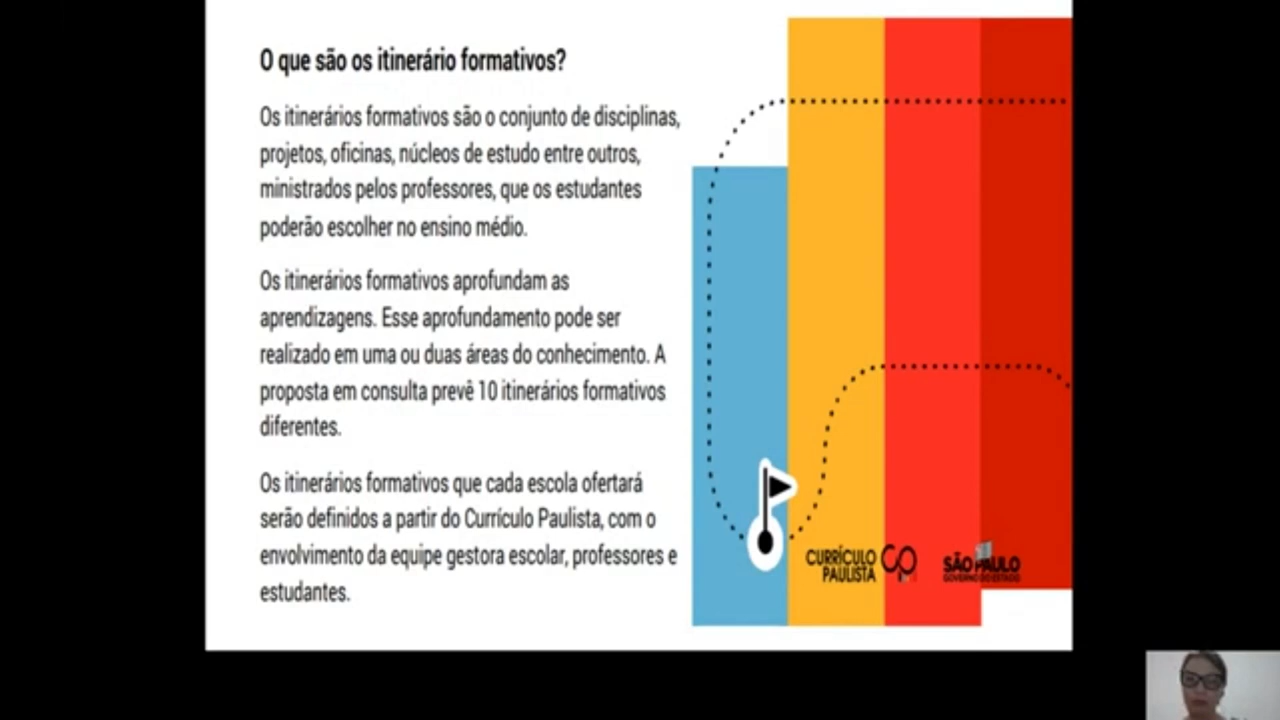 O que são os itinerário formativos?
Os itinerários formativos são o conjunto de disciplinas,
projetos, oficinas, núcleos de estudo entre outros,
ministrados pelos professores, que os estudantes
poderão escolher no ensino médio.
Os itinerários formativos aprofundam as
aprendizagens. Esse aprofundamento pode ser
realizado em uma ou duas áreas do conhecimento. A
proposta em consulta prevê 10 itinerários formativos
diferentes.
Os itinerários formativos que cada escola ofertará
serão definidos a partir do Currículo Paulista, com o
envolvimento da equipe gestora escolar, professores e
estudantes.
CURRÍCULO
PAULISTA
SÃO PAULO
GOVERNO DO ESTADO